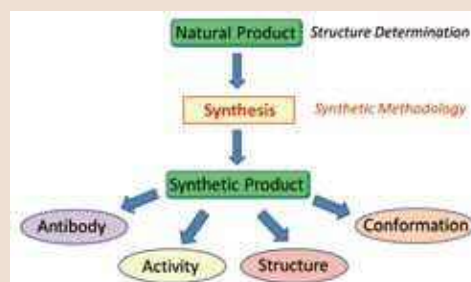 Natural Product Structure Determination
Synthesis Synthetic Methodology
Synthetic Product
Antibody Conformation
Activity Structure